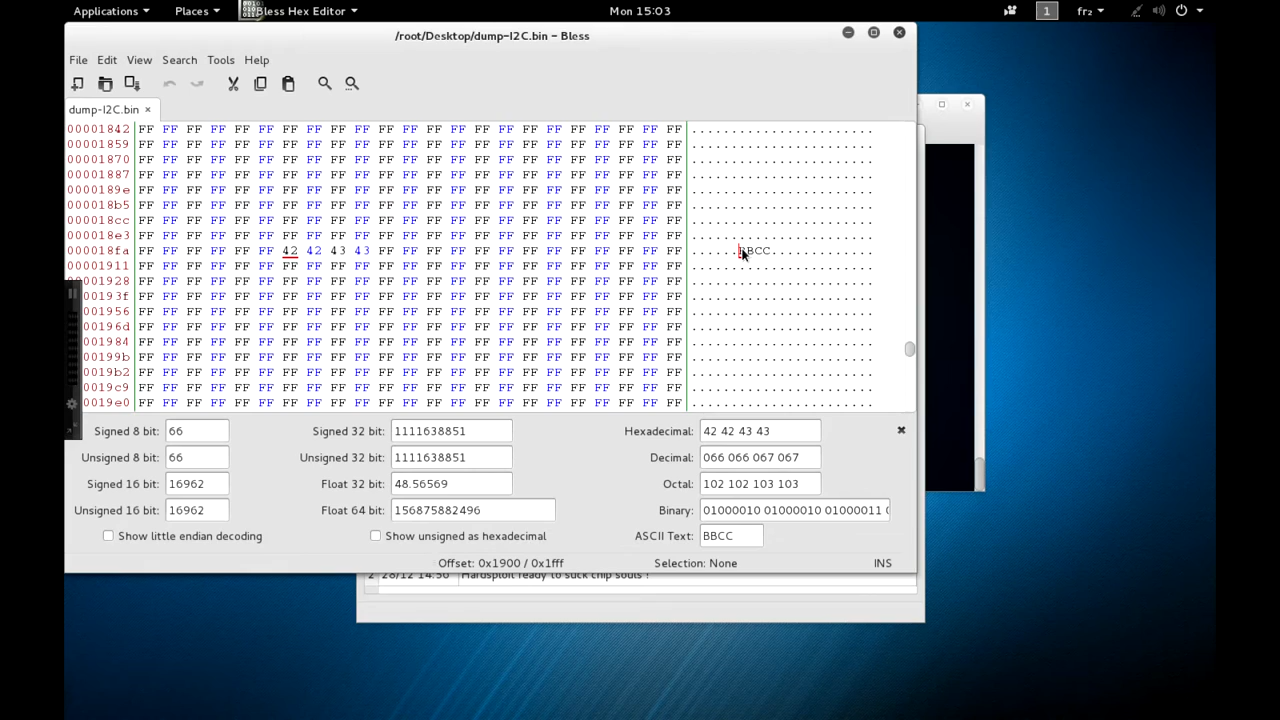 Applications Places Bless Hex Editor Mon 15:03 1 fr₂
/root/Desktop/dump-I2C.bin - Bless
File Edit View Search Tools Help
dump-I2C.bin ×
00001842 FF FF FF FF FF FF FF FF FF FF FF FF FF FF FF FF FF FF FF FF FF FF FF .......................
00001859 FF FF FF FF FF FF FF FF FF FF FF FF FF FF FF FF FF FF FF FF FF FF FF .......................
00001870 FF FF FF FF FF FF FF FF FF FF FF FF FF FF FF FF FF FF FF FF FF FF FF .......................
00001887 FF FF FF FF FF FF FF FF FF FF FF FF FF FF FF FF FF FF FF FF FF FF FF .......................
0000189e FF FF FF FF FF FF FF FF FF FF FF FF FF FF FF FF FF FF FF FF FF FF FF .......................
000018b5 FF FF FF FF FF FF FF FF FF FF FF FF FF FF FF FF FF FF FF FF FF FF FF .......................
000018cc FF FF FF FF FF FF FF FF FF FF FF FF FF FF FF FF FF FF FF FF FF FF FF .......................
000018e3 FF FF FF FF FF FF FF FF FF FF FF FF FF FF FF FF FF FF FF FF FF FF FF .......................
000018fa FF FF FF FF FF FF 42 42 43 43 FF FF FF FF FF FF FF FF FF FF FF FF FF ......BBCC.............
00001911 FF FF FF FF FF FF FF FF FF FF FF FF FF FF FF FF FF FF FF FF FF FF FF .......................
00001928 FF FF FF FF FF FF FF FF FF FF FF FF FF FF FF FF FF FF FF FF FF FF FF .......................
00193f FF FF FF FF FF FF FF FF FF FF FF FF FF FF FF FF FF FF FF FF FF FF FF .......................
001956 FF FF FF FF FF FF FF FF FF FF FF FF FF FF FF FF FF FF FF FF FF FF FF .......................
00196d FF FF FF FF FF FF FF FF FF FF FF FF FF FF FF FF FF FF FF FF FF FF FF .......................
001984 FF FF FF FF FF FF FF FF FF FF FF FF FF FF FF FF FF FF FF FF FF FF FF .......................
00199b FF FF FF FF FF FF FF FF FF FF FF FF FF FF FF FF FF FF FF FF FF FF FF .......................
0019b2 FF FF FF FF FF FF FF FF FF FF FF FF FF FF FF FF FF FF FF FF FF FF FF .......................
0019c9 FF FF FF FF FF FF FF FF FF FF FF FF FF FF FF FF FF FF FF FF FF FF FF .......................
0019e0 FF FF FF FF FF FF FF FF FF FF FF FF FF FF FF FF FF FF FF FF FF FF FF .......................
Signed 8 bit: 66 Signed 32 bit: 1111638851 Hexadecimal: 42 42 43 43
Unsigned 8 bit: 66 Unsigned 32 bit: 1111638851 Decimal: 066 066 067 067
Signed 16 bit: 16962 Float 32 bit: 48.56569 Octal: 102 102 103 103
Unsigned 16 bit: 16962 Float 64 bit: 156875882496 Binary: 01000010 01000010 01000011 0
Show little endian decoding Show unsigned as hexadecimal ASCII Text: BBCC
Offset: 0x1900 / 0x1fff Selection: None INS
2 28/12 14:56 Hardsploit ready to suck chip souls !